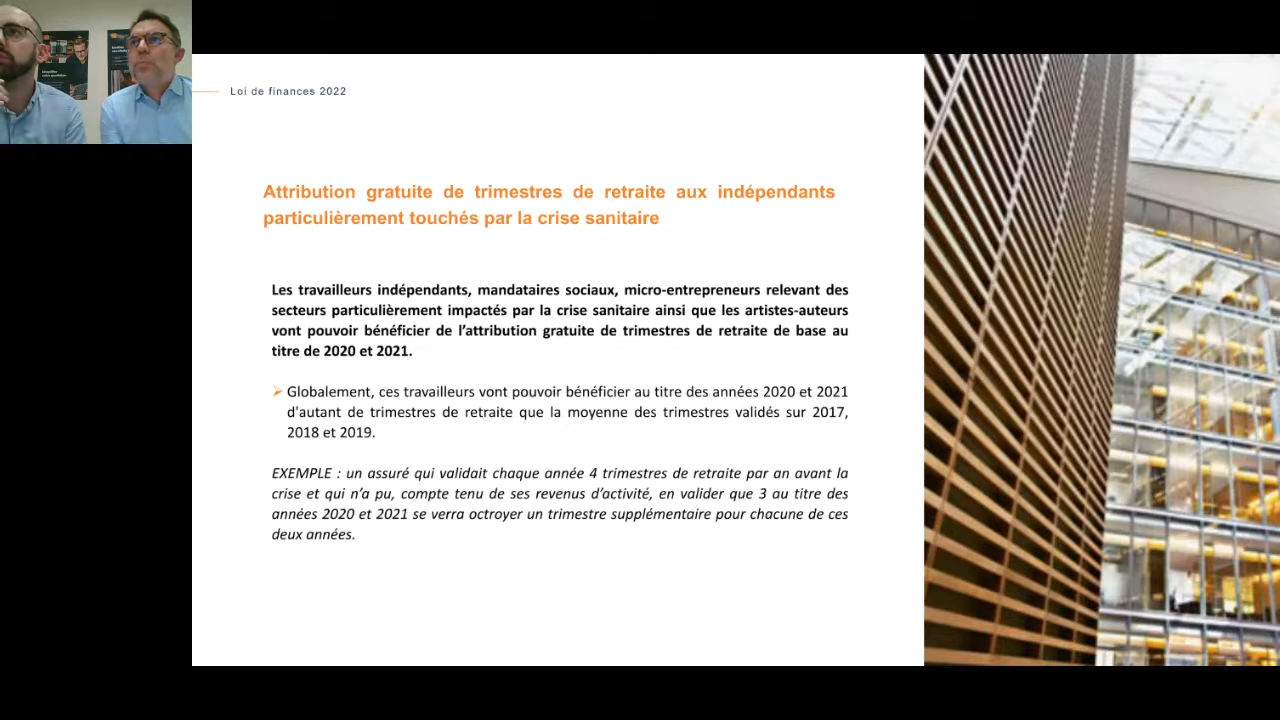 Loi de finances 2022
Attribution gratuite de trimestres de retraite aux indépendants
particulièrement touchés par la crise sanitaire
Les travailleurs indépendants, mandataires sociaux, micro-entrepreneurs relevant des
secteurs particulièrement impactés par la crise sanitaire ainsi que les artistes-auteurs
vont pouvoir bénéficier de l’attribution gratuite de trimestres de retraite de base au
titre de 2020 et 2021.
➢ Globalement, ces travailleurs vont pouvoir bénéficier au titre des années 2020 et 2021
d'autant de trimestres de retraite que la moyenne des trimestres validés sur 2017,
2018 et 2019.
EXEMPLE : un assuré qui validait chaque année 4 trimestres de retraite par an avant la
crise et qui n’a pu, compte tenu de ses revenus d’activité, en valider que 3 au titre des
années 2020 et 2021 se verra octroyer un trimestre supplémentaire pour chacune de ces
deux années.